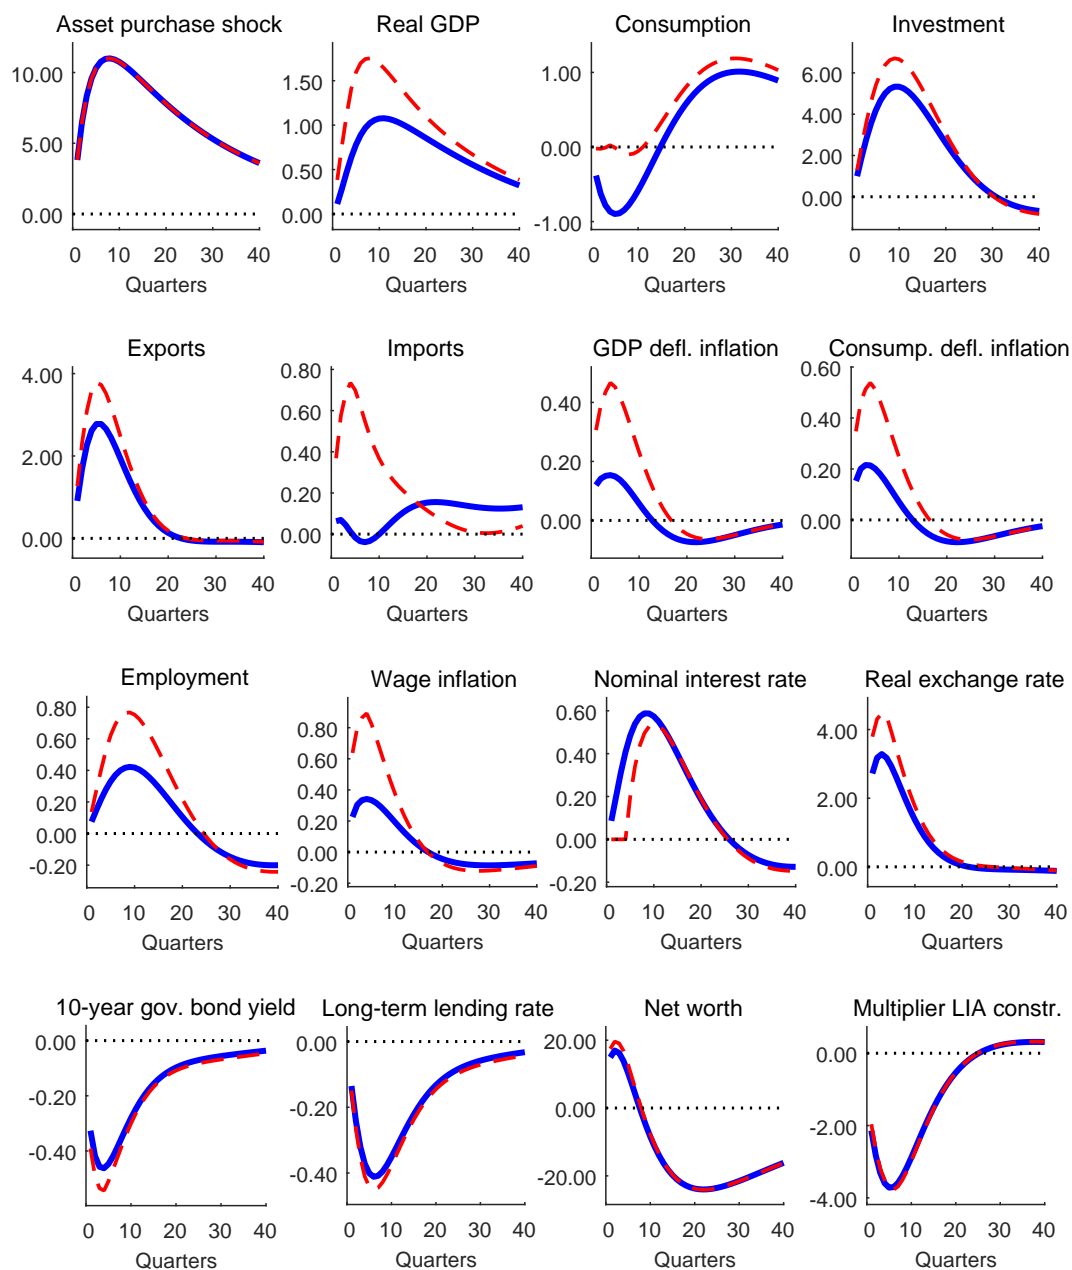 Asset purchase shock
10.00
5.00
0.00
0 10 20 30 40
Quarters
Real GDP
1.50
1.00
0.50
0.00
0 10 20 30 40
Quarters
Consumption
1.00
0.00
-1.00
0 10 20 30 40
Quarters
Investment
6.00
4.00
2.00
0.00
0 10 20 30 40
Quarters
Exports
4.00
2.00
0.00
0 10 20 30 40
Quarters
Imports
0.80
0.60
0.40
0.20
0.00
0 10 20 30 40
Quarters
GDP defl. inflation
0.40
0.20
0.00
0 10 20 30 40
Quarters
Consump. defl. inflation
0.60
0.40
0.20
0.00
0 10 20 30 40
Quarters
Employment
0.80
0.60
0.40
0.20
0.00
-0.20
0 10 20 30 40
Quarters
Wage inflation
0.80
0.60
0.40
0.20
0.00
-0.20
0 10 20 30 40
Quarters
Nominal interest rate
0.60
0.40
0.20
0.00
-0.20
0 10 20 30 40
Quarters
Real exchange rate
4.00
2.00
0.00
0 10 20 30 40
Quarters
10-year gov. bond yield
0.00
-0.20
-0.40
0 10 20 30 40
Quarters
Long-term lending rate
0.00
-0.20
-0.40
0 10 20 30 40
Quarters
Net worth
20.00
0.00
-20.00
0 10 20 30 40
Quarters
Multiplier LIA constr.
0.00
-2.00
-4.00
0 10 20 30 40
Quarters